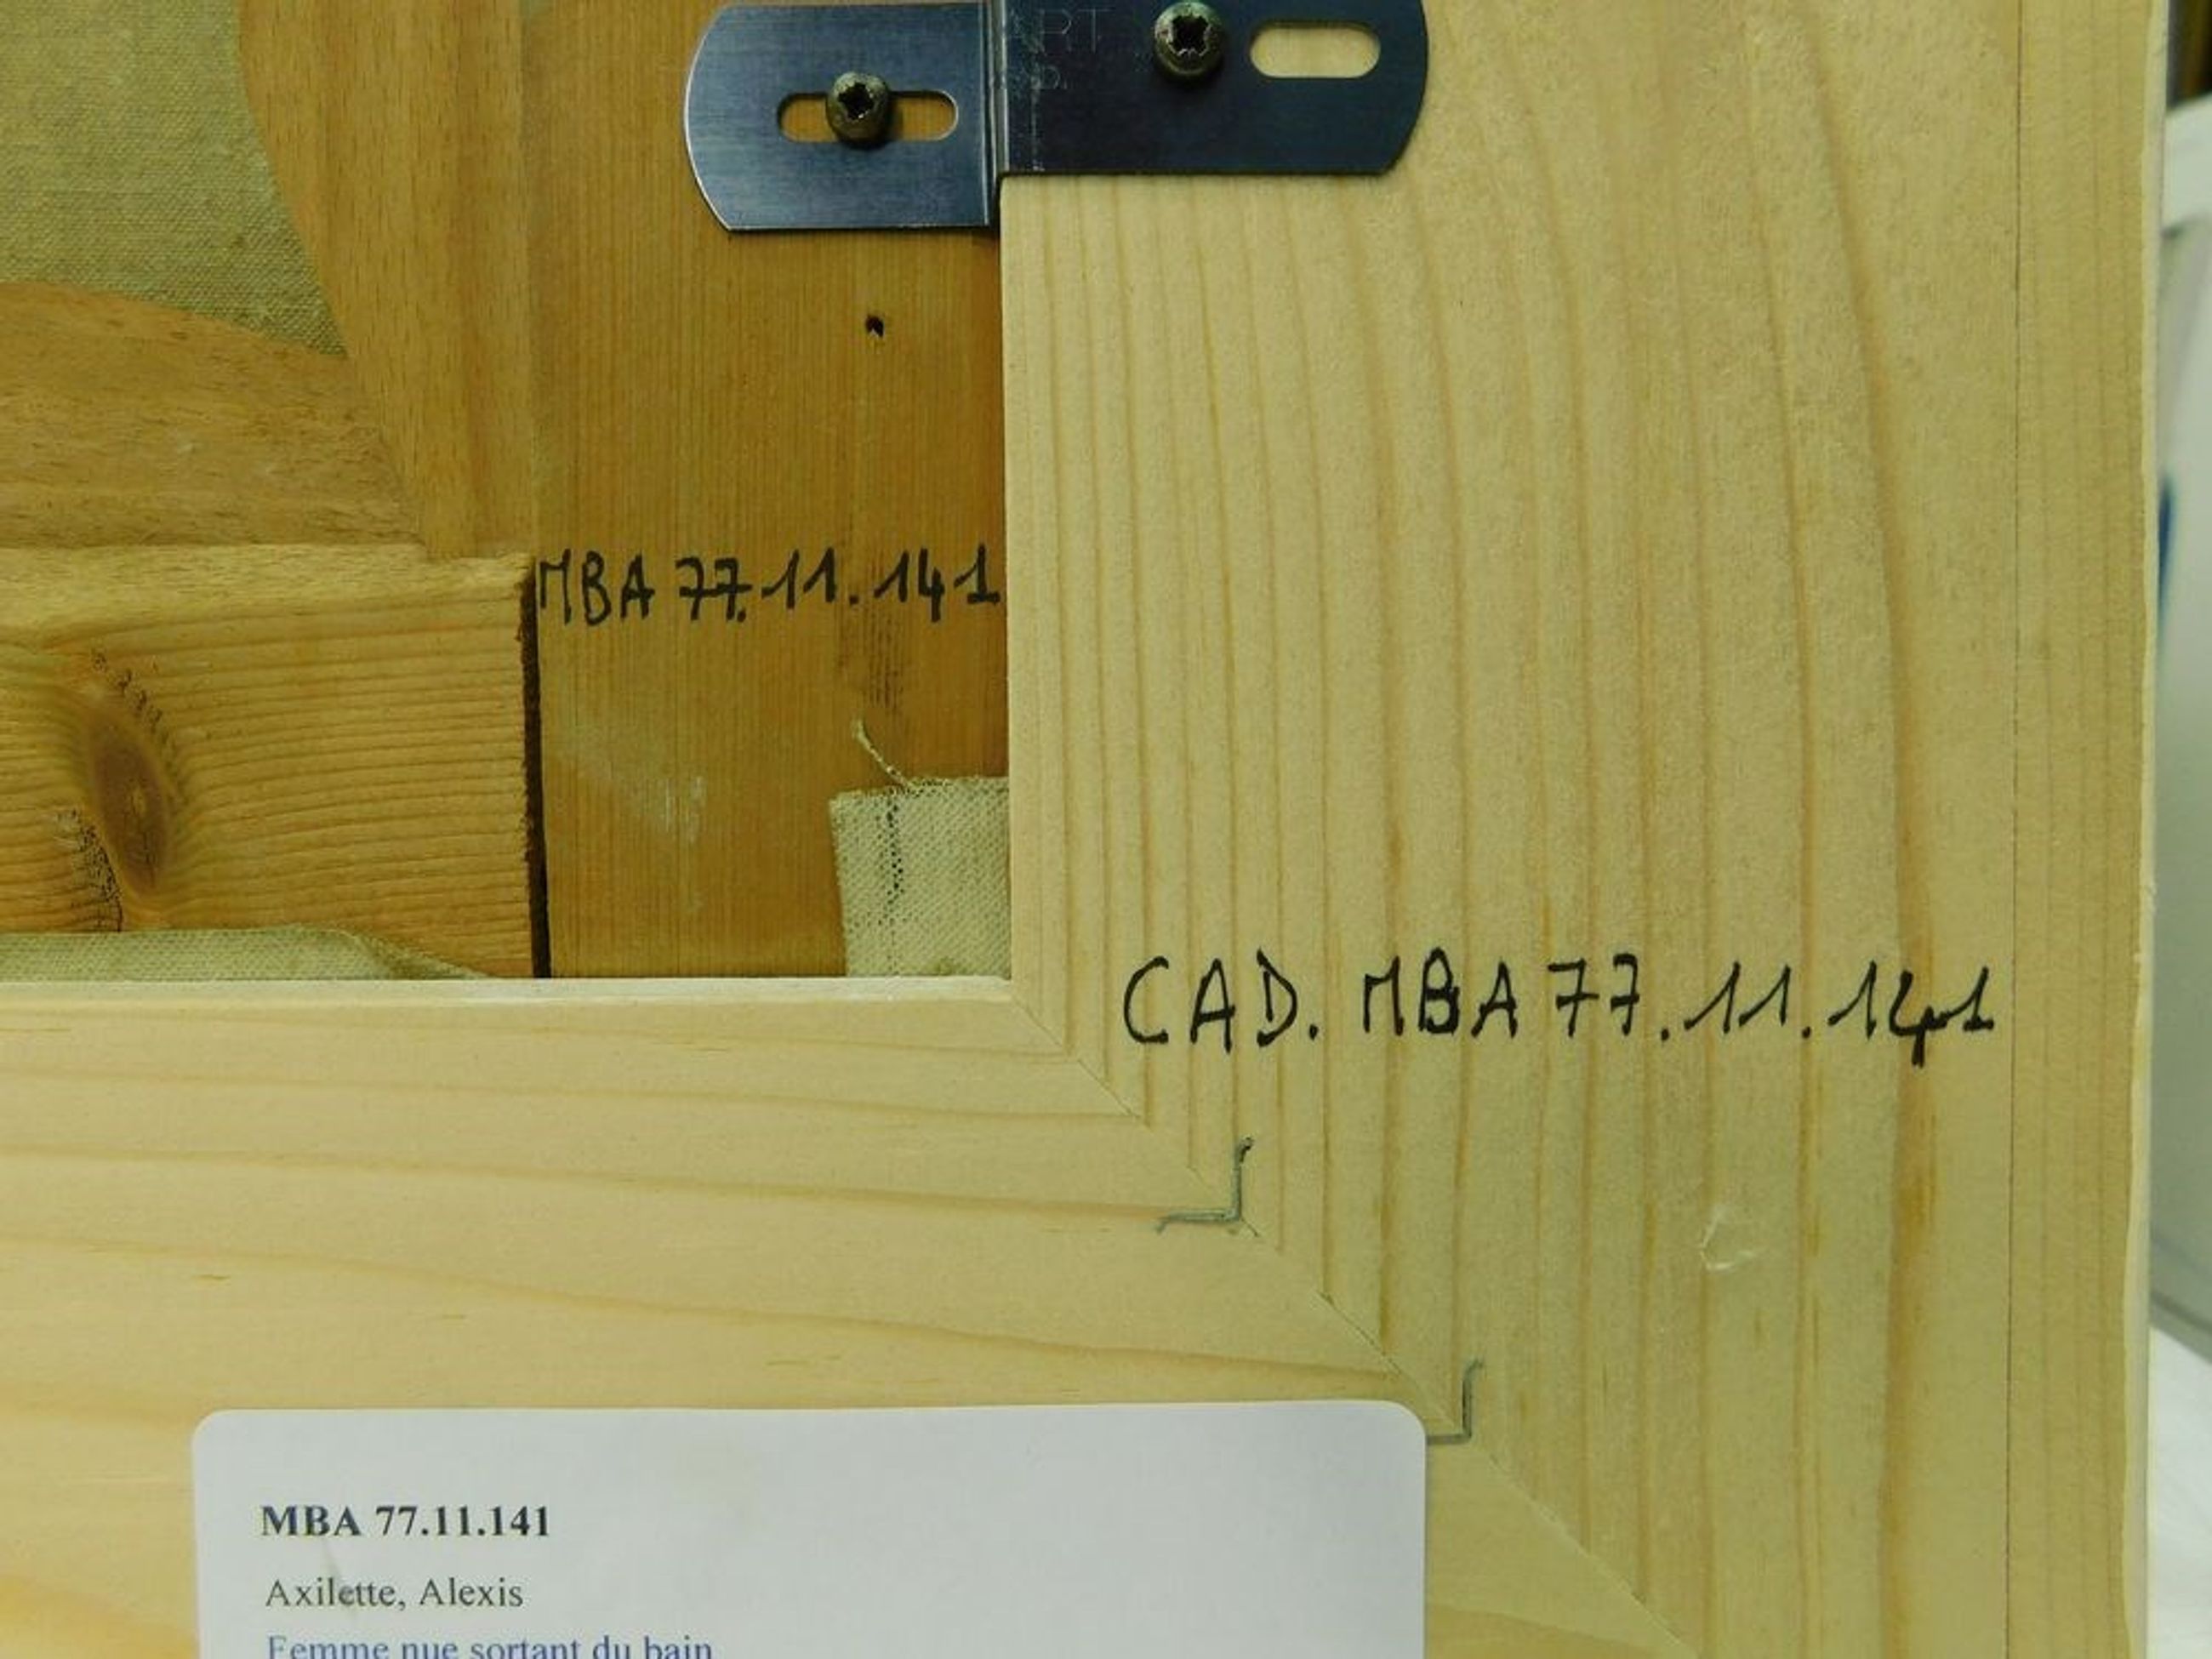 ART
MBA 77.11.141
CAD. MBA 77.11.141
MBA 77.11.141
Axilette, Alexis
Femme nue sortant du bain